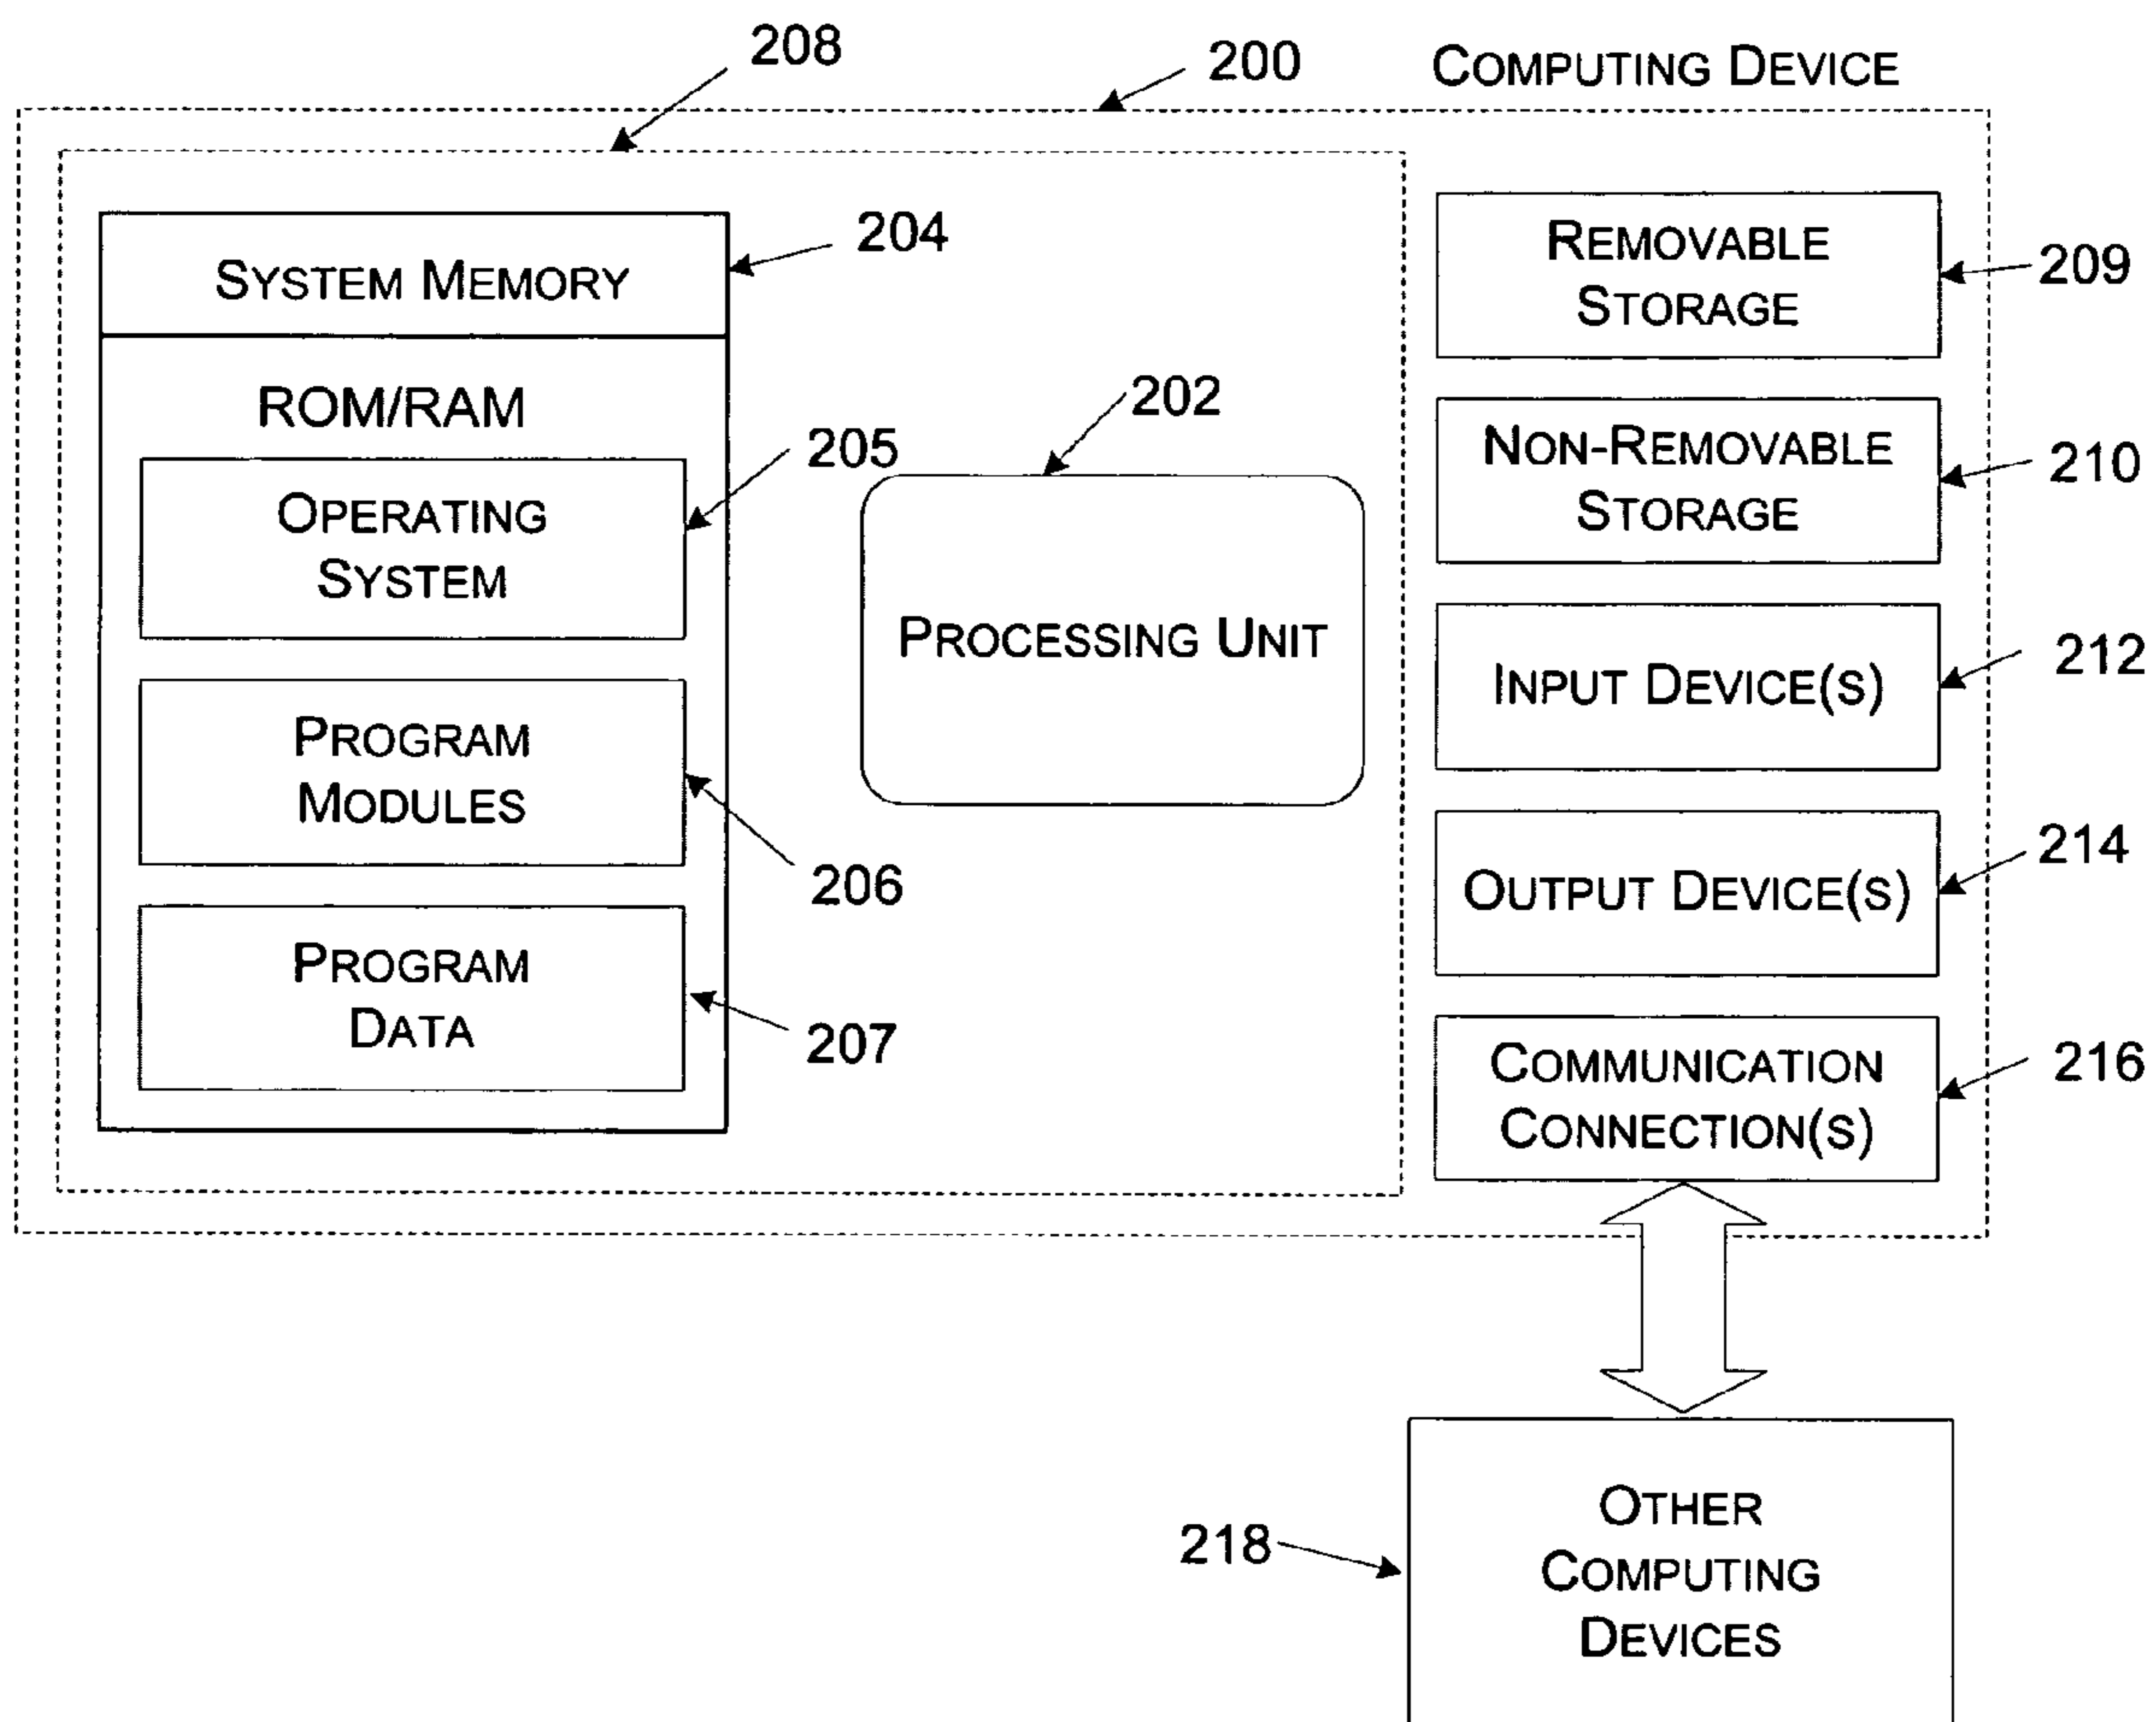 208
200
COMPUTING DEVICE
SYSTEM MEMORY
204
ROM/RAM
OPERATING
SYSTEM
205
PROGRAM
MODULES
206
PROGRAM
DATA
207
202
PROCESSING UNIT
REMOVABLE
STORAGE
209
NON-REMOVABLE
STORAGE
210
INPUT DEVICE(S)
212
OUTPUT DEVICE(S)
214
COMMUNICATION
CONNECTION(S)
216
218
OTHER
COMPUTING
DEVICES